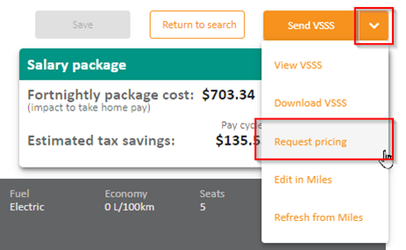 Save
Return to search
Send VSSS
Salary package
View VSSS
Fortnightly package cost: $703.34
(impact to take home pay)
Download VSSS
Pay cycle
Estimated tax savings: $135.5
Request pricing
Edit in Miles
Refresh from Miles
Fuel Economy Seats
Electric 0 L/100km 5